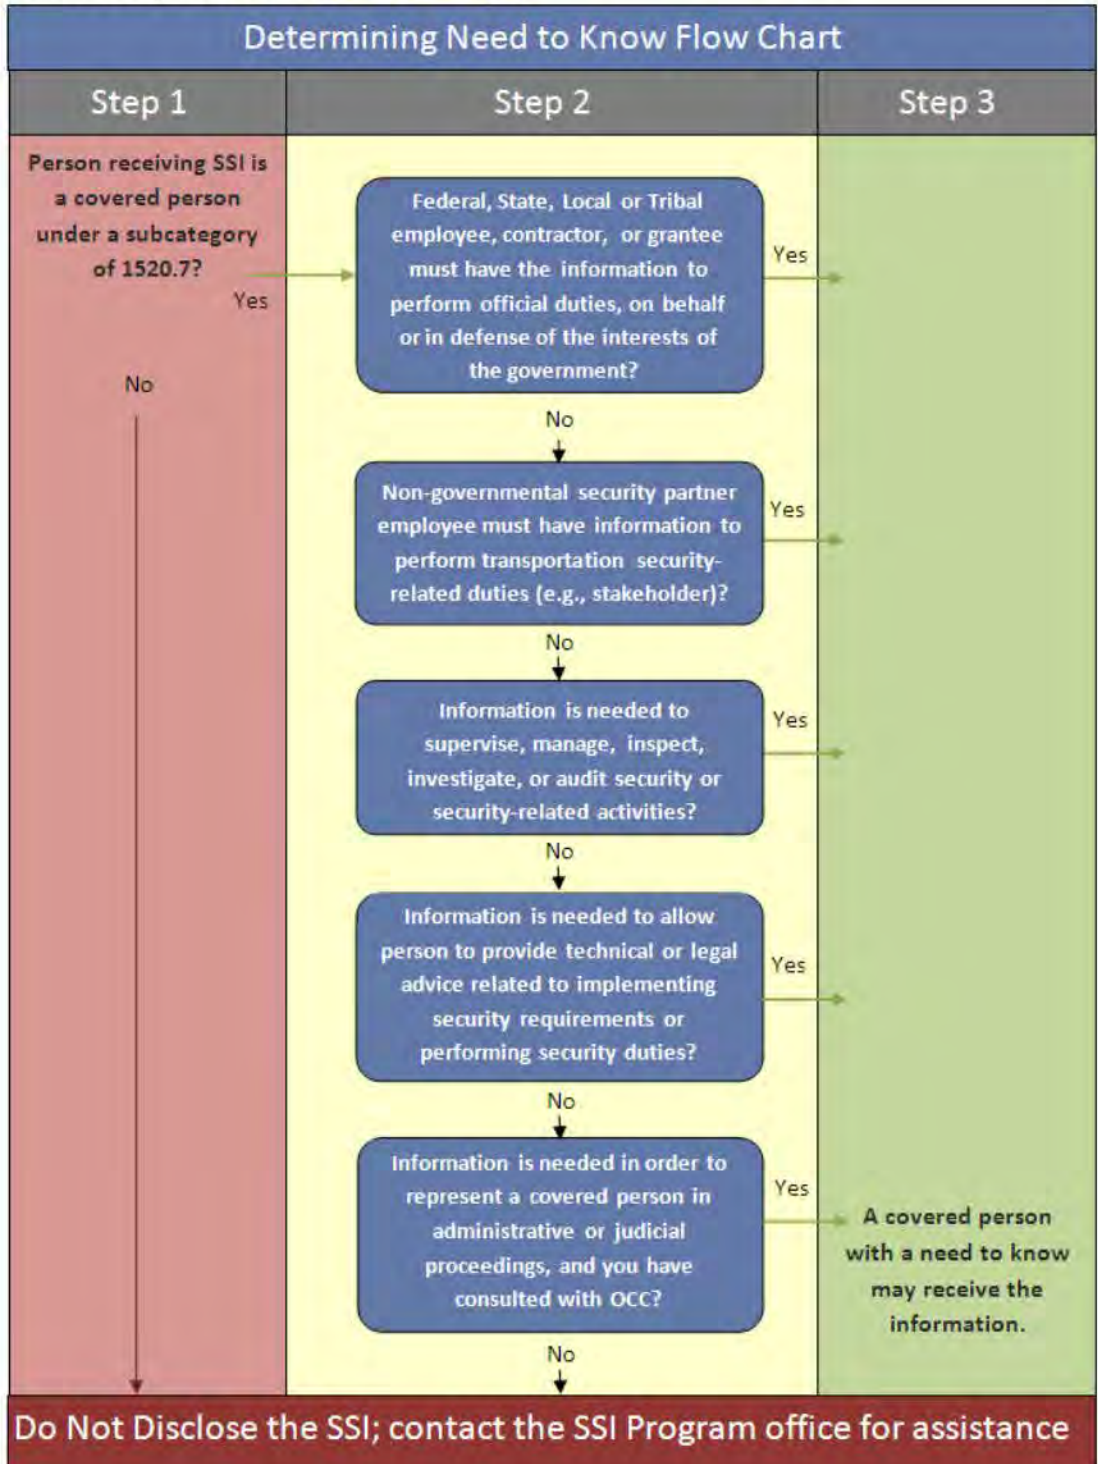 Determining Need to Know Flow Chart
Step 1
Step 2
Step 3
Person receiving SSI is
a covered person
under a subcategory
of 1520.7?
Yes
No
Federal, State, Local or Tribal
employee, contractor, or grantee
must have the information to
perform official duties, on behalf
or in defense of the interests of
the government?
Yes
No
Non-governmental security partner
employee must have information to
perform transportation security-
related duties (e.g., stakeholder)?
Yes
No
Information is needed to
supervise, manage, inspect,
investigate, or audit security or
security-related activities?
Yes
No
Information is needed to allow
person to provide technical or legal
advice related to implementing
security requirements or
performing security duties?
Yes
No
Information is needed in order to
represent a covered person in
administrative or judicial
proceedings, and you have
consulted with OCC?
Yes
No
A covered person
with a need to know
may receive the
information.
Do Not Disclose the SSI; contact the SSI Program office for assistance